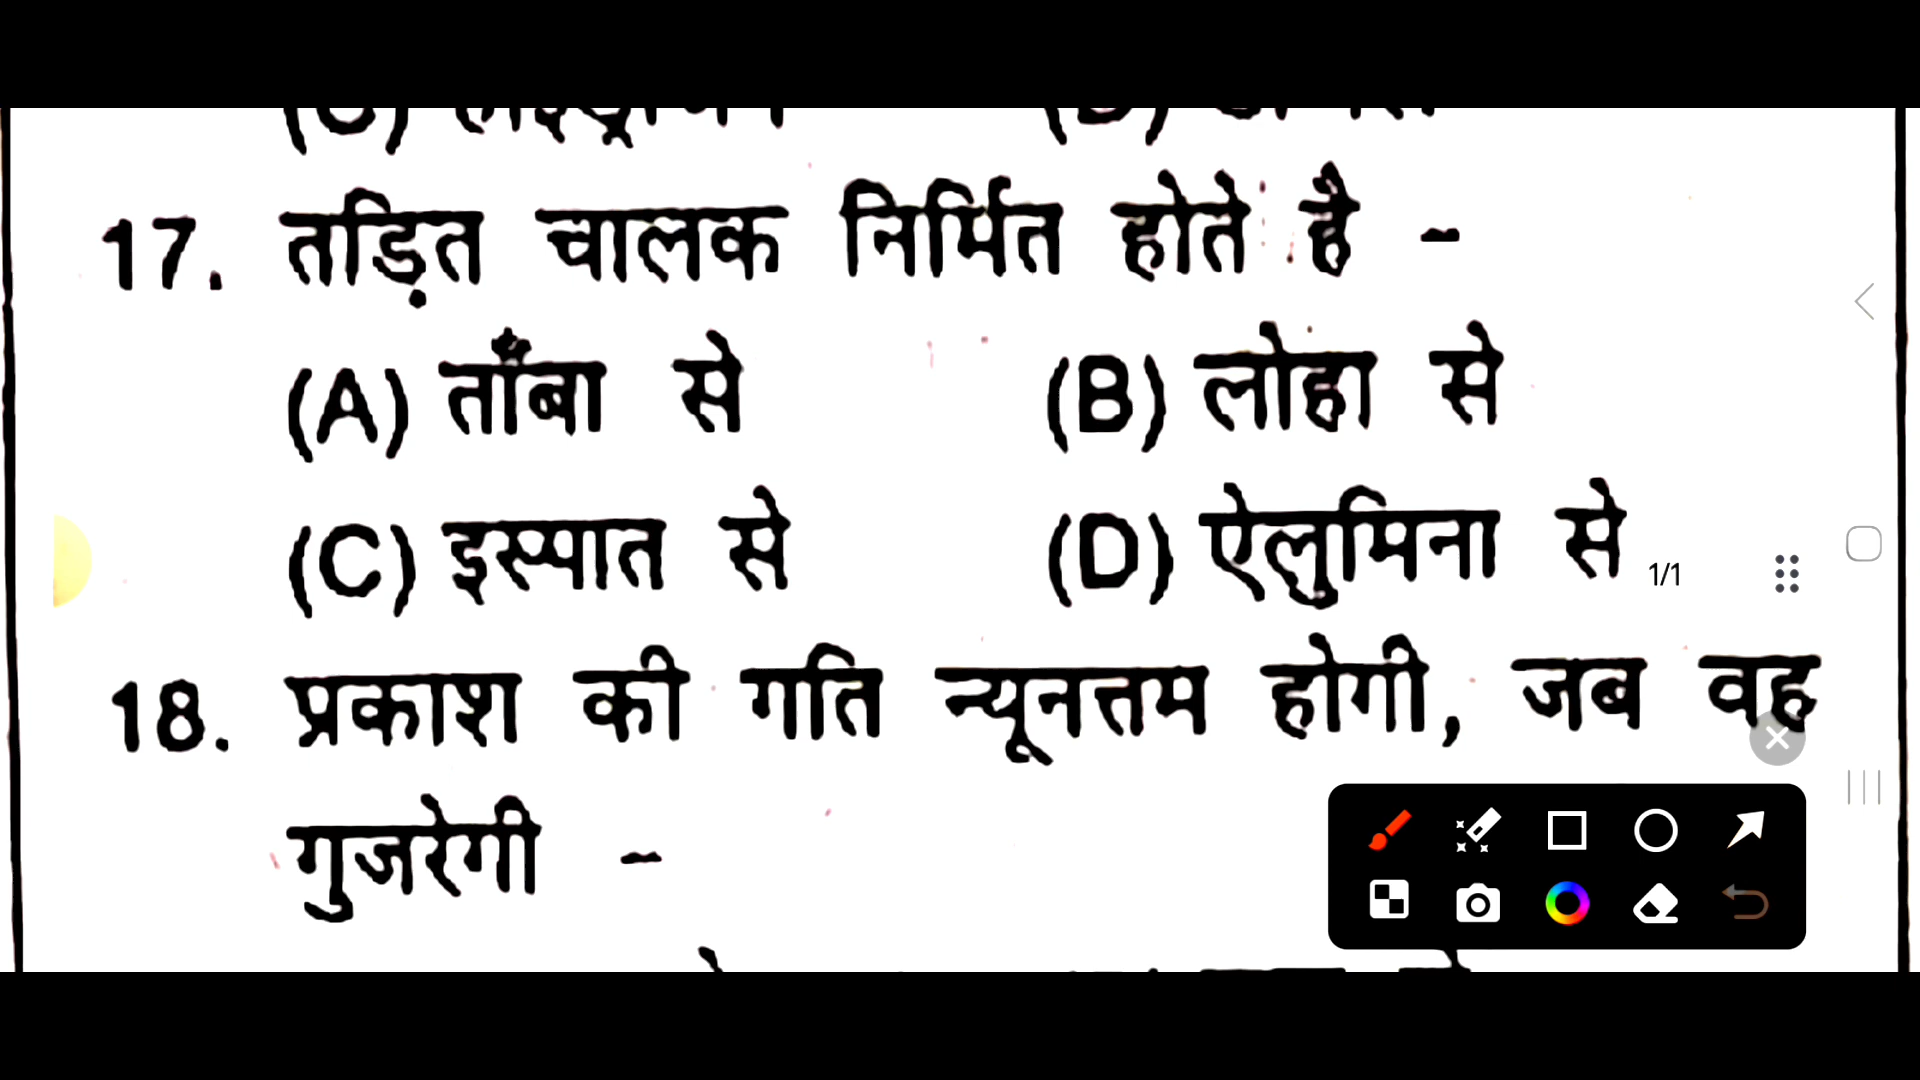 17. तड़ित चालक निर्मित होते है -
(A) ताँबा से (B) लोहा से
(C) इस्पात से (D) ऐलुमिना से
1/1
18. प्रकाश की गति न्यूनत्तम होगी, जब वह
गुजरेगी -